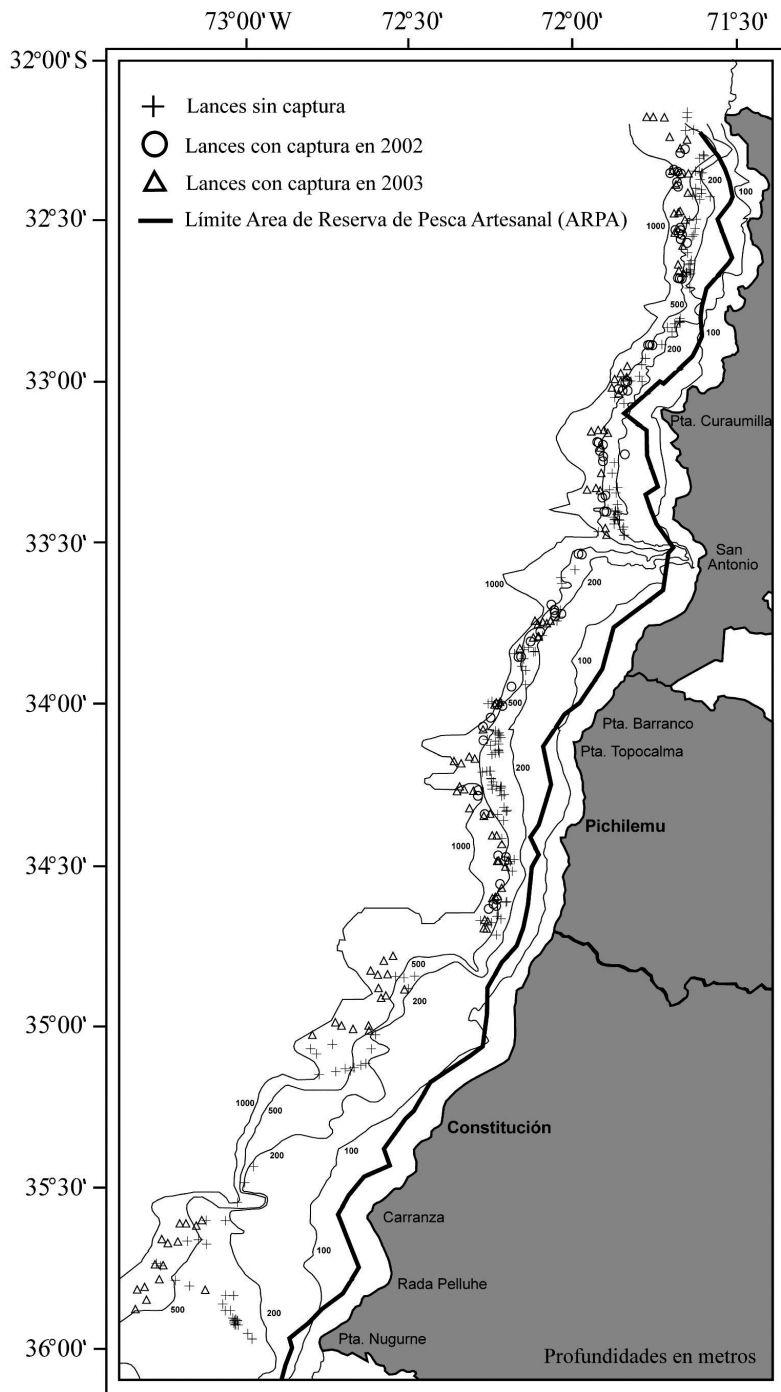 73°00'W 72°30' 72°00' 71°30'
32°00'S
Lances sin captura
Lances con captura en 2002
Lances con captura en 2003
Límite Area de Reserva de Pesca Artesanal (ARPA)
200
100
32°30'
1000
500
100
200
33°00'
Pta. Curaumilla
33°30'
San
Antonio
1000
200
100
34°00'
500
Pta. Barranco
Pta. Topocalma
200
Pichilemu
1000
34°30'
500
200
35°00'
1000
500
Constitución
100
200
35°30'
Carranza
100
Rada Pelluhe
500
200
36°00'
Pta. Nugurne
Profundidades en metros